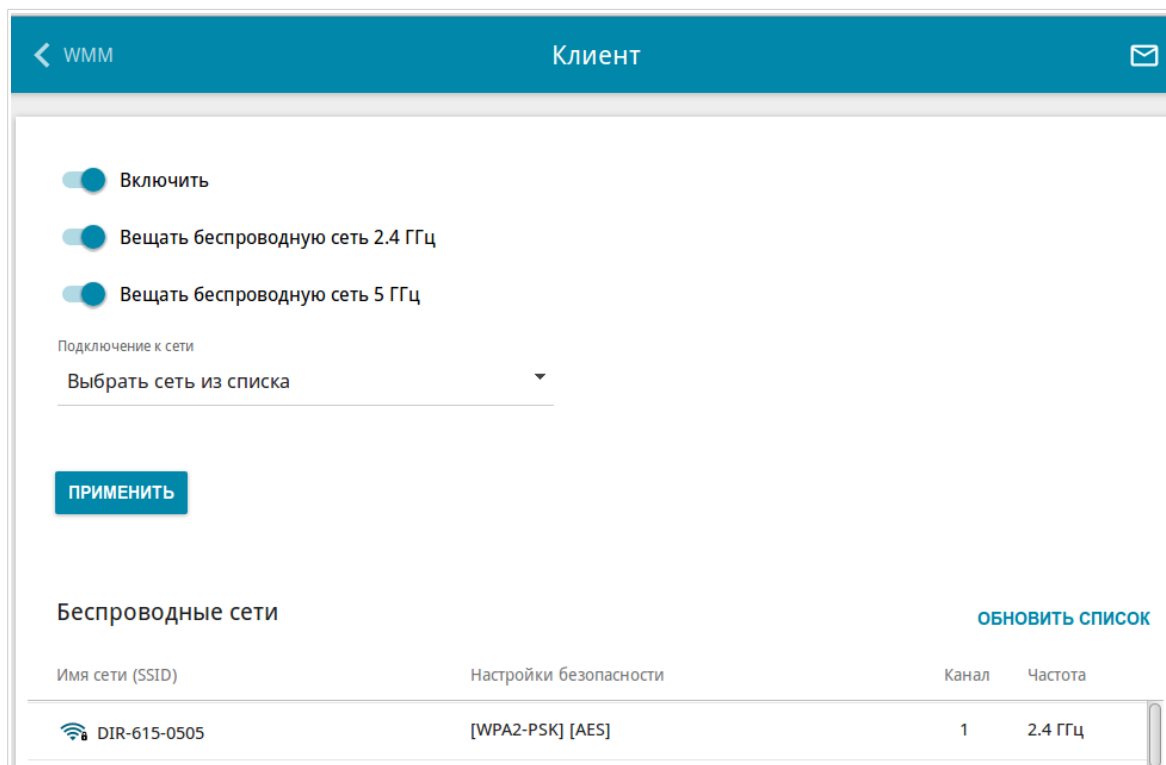 WMM Клиент
Включить
Вещать беспроводную сеть 2.4 ГГц
Вещать беспроводную сеть 5 ГГц
Подключение к сети
Выбрать сеть из списка
ПРИМЕНИТЬ
Беспроводные сети ОБНОВИТЬ СПИСОК
Имя сети (SSID) Настройки безопасности Канал Частота
DIR-615-0505 [WPA2-PSK] [AES] 1 2.4 ГГц